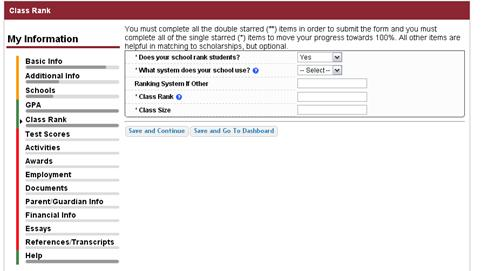 Class Rank
My Information
Basic Info
Additional Info
Schools
GPA
Class Rank
Test Scores
Activities
Awards
Employment
Documents
Parent/Guardian Info
Financial Info
Essays
References/Transcripts
Help
You must complete all the double starred (**) items in order to submit the form and you must
complete all of the single starred (*) items to move your progress towards 100%. All other items are
helpful in matching to scholarships, but optional.
* Does your school rank students? Yes
* What system does your school use? ? -- Select --
Ranking System If Other
* Class Rank ?
* Class Size
Save and Continue Save and Go To Dashboard